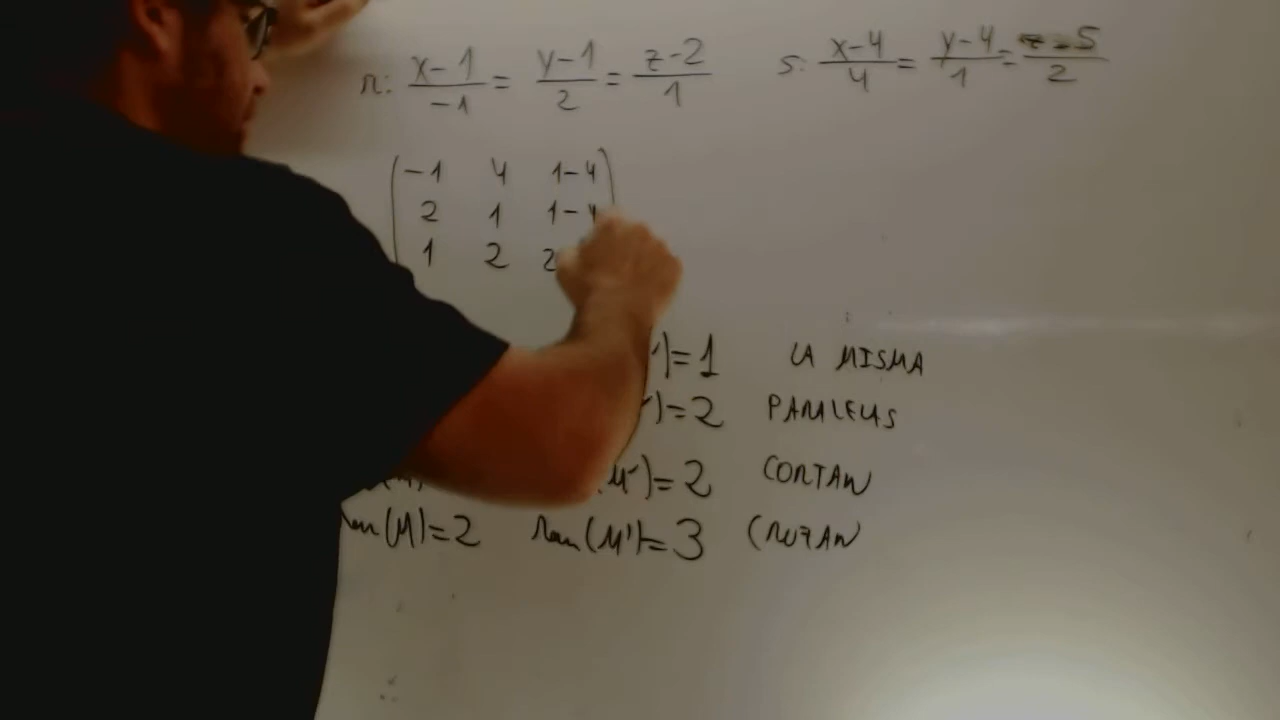 r: x-1/-1 = y-1/2 = z-2/1 s: x-4/4 = y-4/1 = z-5/2
-1 4 1-4
2 1 1-4
1 2 2
)=1 LA MISMA
)=2 PARALELAS
(M')=2 CORTAN
Ran(M)=2 Ran(M')=3 CRUZAN